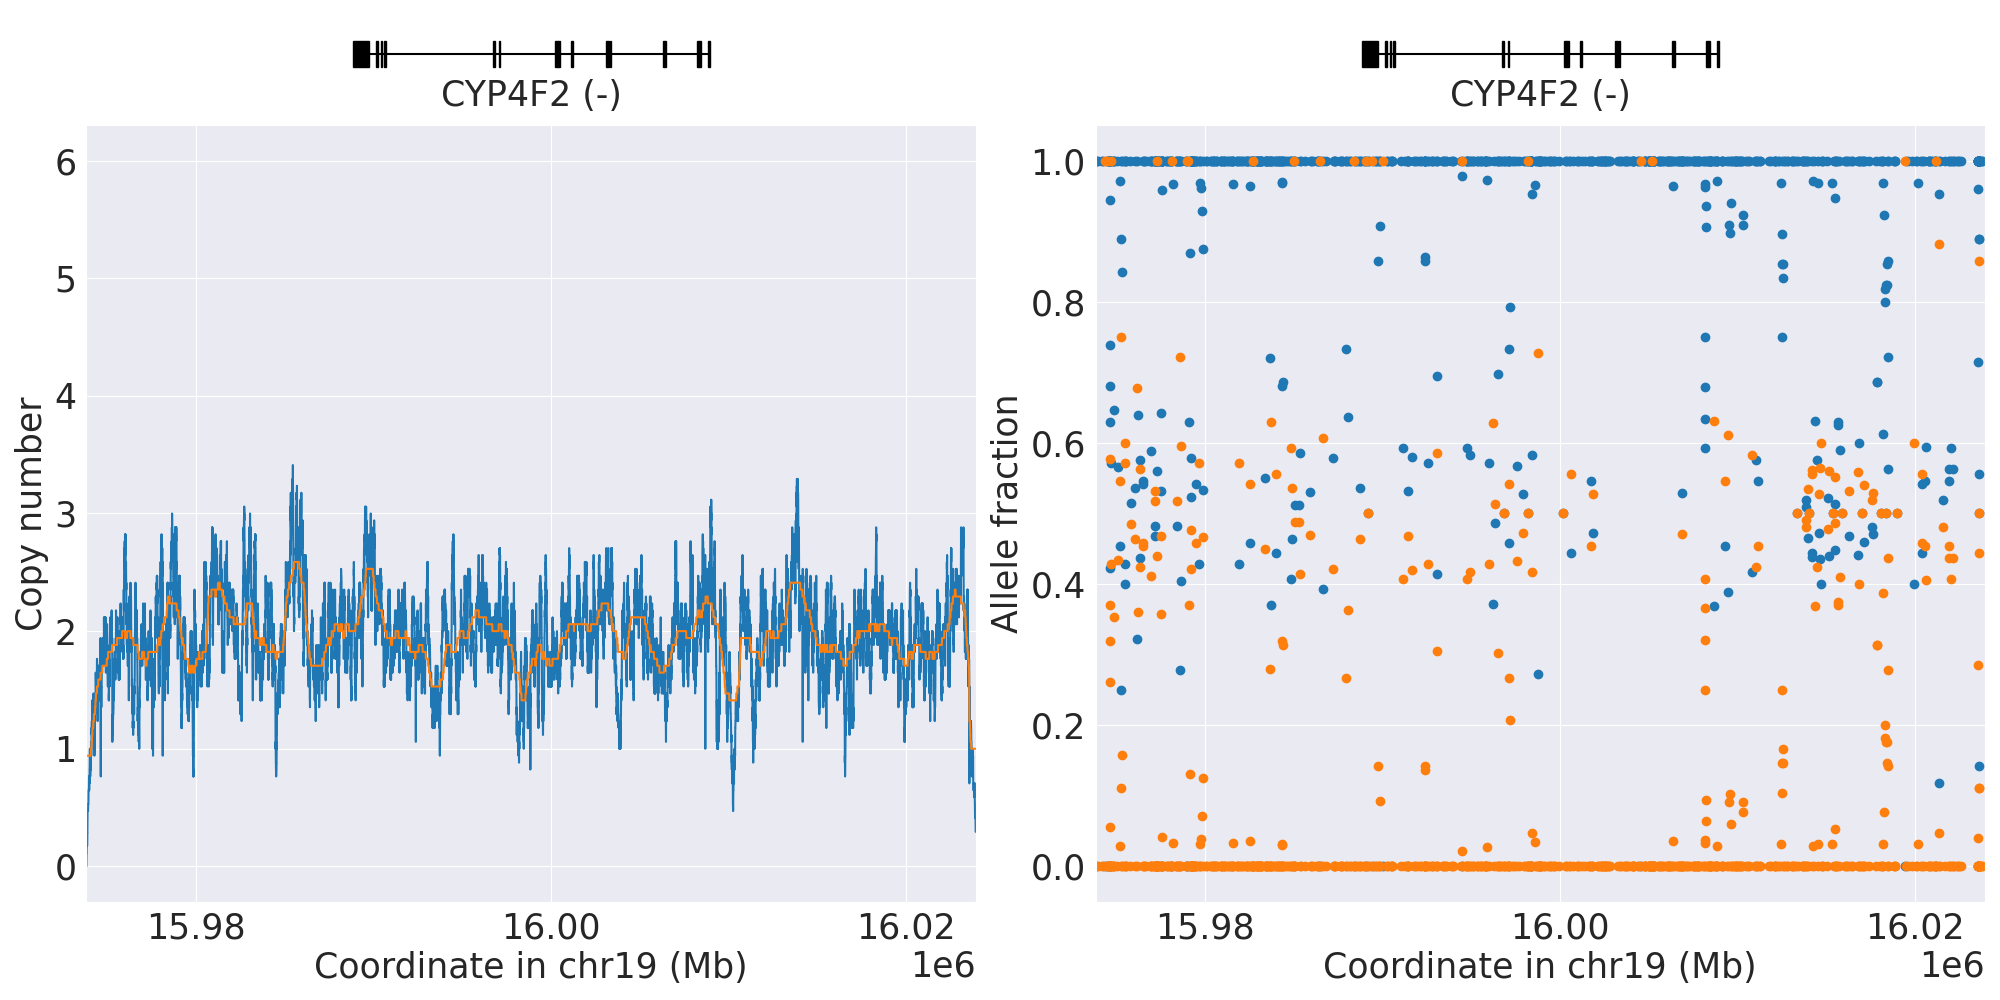 CYP4F2 (-)
Copy number
6
5
4
3
2
1
0
15.98
16.00
16.02
Coordinate in chr19 (Mb)
1e6
CYP4F2 (-)
Allele fraction
1.0
0.8
0.6
0.4
0.2
0.0
15.98
16.00
16.02
Coordinate in chr19 (Mb)
1e6